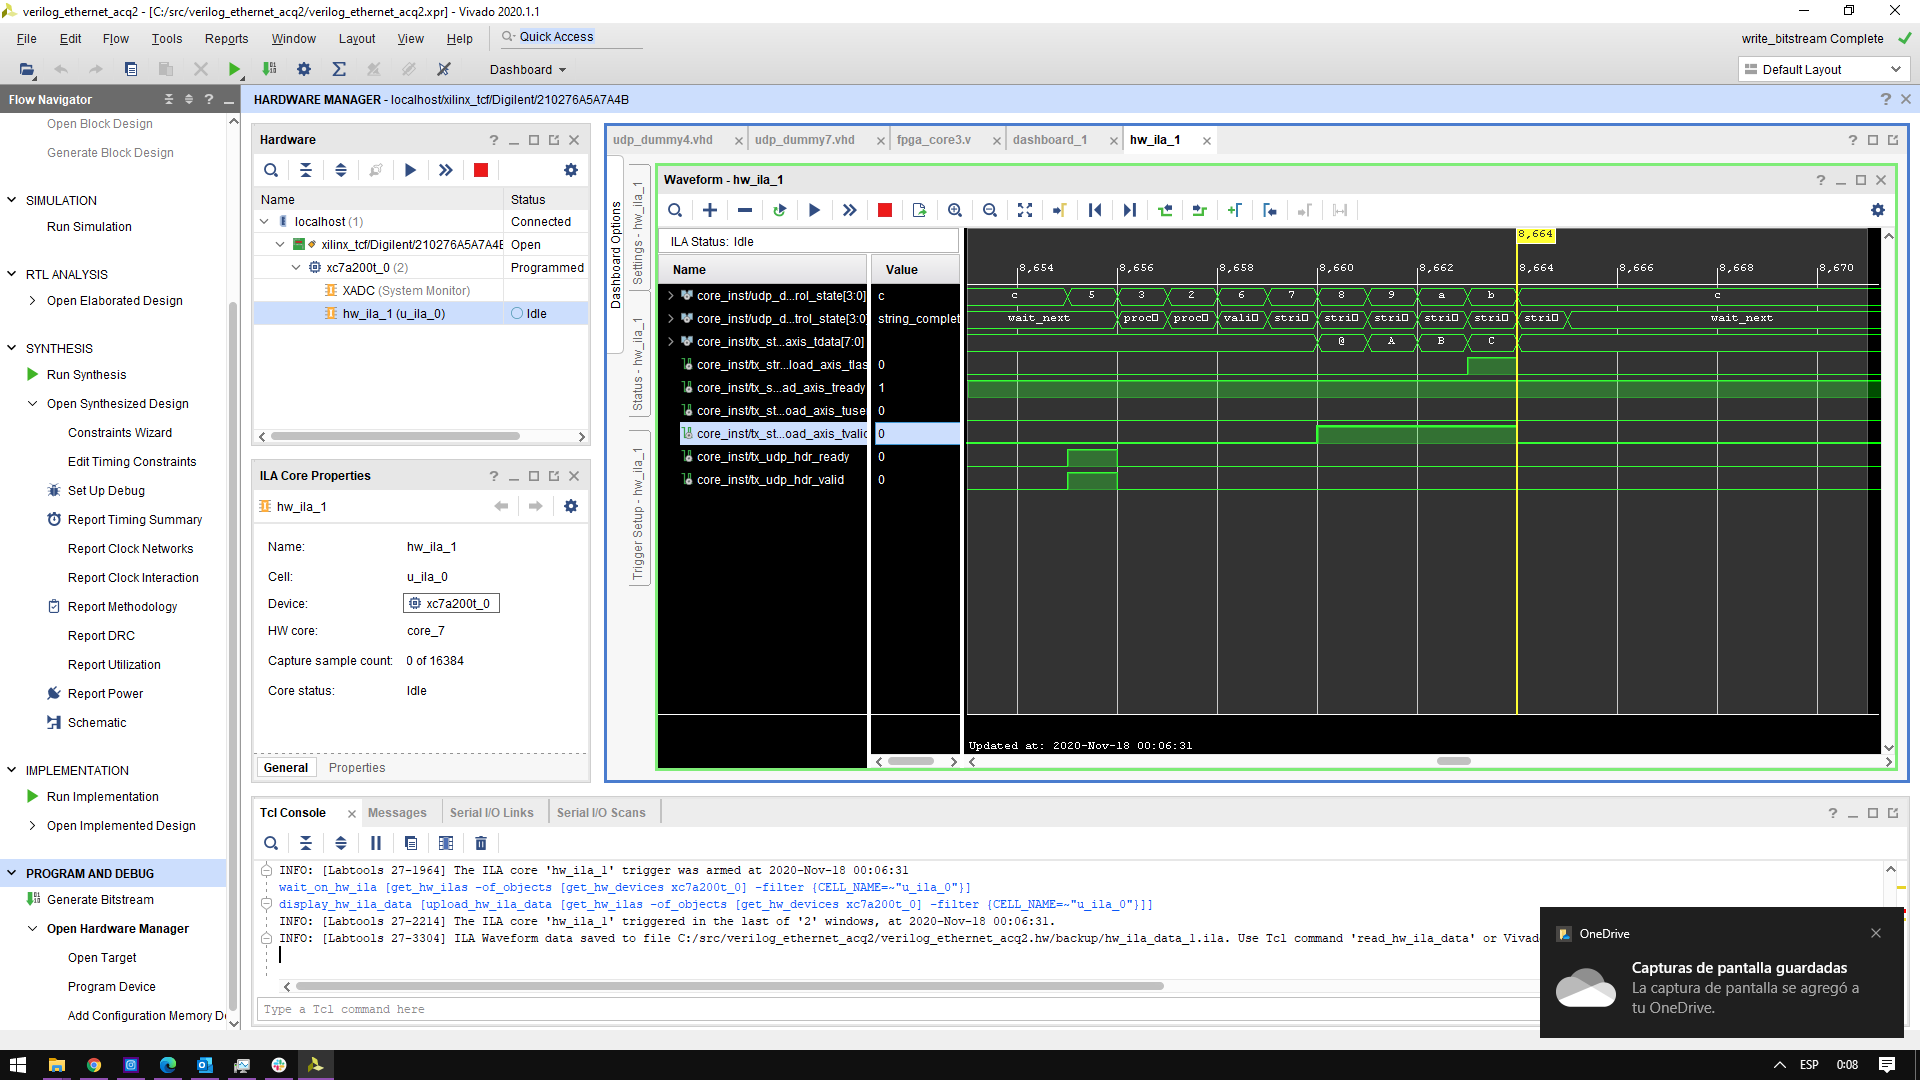 verilog_ethernet_acq2 - [C:/src/verilog_ethernet_acq2/verilog_ethernet_acq2.xpr] - Vivado 2020.1.1
File Edit Flow Tools Reports Window Layout View Help Quick Access
write_bitstream Complete
Dashboard
Default Layout
Flow Navigator
Open Block Design
Generate Block Design
SIMULATION
Run Simulation
RTL ANALYSIS
Open Elaborated Design
SYNTHESIS
Run Synthesis
Open Synthesized Design
Constraints Wizard
Edit Timing Constraints
Set Up Debug
Report Timing Summary
Report Clock Networks
Report Clock Interaction
Report Methodology
Report DRC
Report Utilization
Report Power
Schematic
IMPLEMENTATION
Run Implementation
Open Implemented Design
PROGRAM AND DEBUG
Generate Bitstream
Open Hardware Manager
Open Target
Program Device
Add Configuration Memory De
HARDWARE MANAGER - localhost/xilinx_tcf/Digilent/210276A5A7A4B
Hardware
Name Status
localhost (1) Connected
xilinx_tcf/Digilent/210276A5A7A4E Open
xc7a200t_0 (2) Programmed
XADC (System Monitor)
hw_ila_1 (u_ila_0) Idle
ILA Core Properties
hw_ila_1
Name: hw_ila_1
Cell: u_ila_0
Device: xc7a200t_0
HW core: core_7
Capture sample count: 0 of 16384
Core status: Idle
General Properties
udp_dummy4.vhd udp_dummy7.vhd fpga_core3.v dashboard_1 hw_ila_1
Dashboard Options
Settings - hw_ila_1
Status - hw_ila_1
Trigger Setup - hw_ila_1
Waveform - hw_ila_1
ILA Status: Idle
Name Value
core_inst/udp_d...rol_state[3:0] c
core_inst/udp_d...trol_state[3:0 string_complet
core_inst/tx_st...axis_tdata[7:0]
core_inst/tx_str...load_axis_tlas 0
core_inst/tx_s...ad_axis_tready 1
core_inst/tx_st...oad_axis_tuse 0
core_inst/tx_st...oad_axis_tvalid 0
core_inst/tx_udp_hdr_ready 0
core_inst/tx_udp_hdr_valid 0
8,664
8,654 8,656 8,658 8,660 8,662 8,664 8,666 8,668 8,670
c 5 3 2 6 7 8 9 a b c
wait_next proc proc vali stri stri stri stri stri stri wait_next
@ A B C
Updated at: 2020-Nov-18 00:06:31
Tcl Console Messages Serial I/O Links Serial I/O Scans
INFO: [Labtools 27-1964] The ILA core 'hw_ila_1' trigger was armed at 2020-Nov-18 00:06:31
wait_on_hw_ila [get_hw_ilas -of_objects [get_hw_devices xc7a200t_0] -filter {CELL_NAME=~"u_ila_0"}]
display_hw_ila_data [upload_hw_ila_data [get_hw_ilas -of_objects [get_hw_devices xc7a200t_0] -filter {CELL_NAME=~"u_ila_0"}]]
INFO: [Labtools 27-2214] The ILA core 'hw_ila_1' triggered in the last of '2' windows, at 2020-Nov-18 00:06:31.
INFO: [Labtools 27-3304] ILA Waveform data saved to file C:/src/verilog_ethernet_acq2/verilog_ethernet_acq2.hw/backup/hw_ila_data_1.ila. Use Tcl command 'read_hw_ila_data' or Vivad
Type a Tcl command here
OneDrive
Capturas de pantalla guardadas
La captura de pantalla se agregó a
tu OneDrive.
ESP 0:08